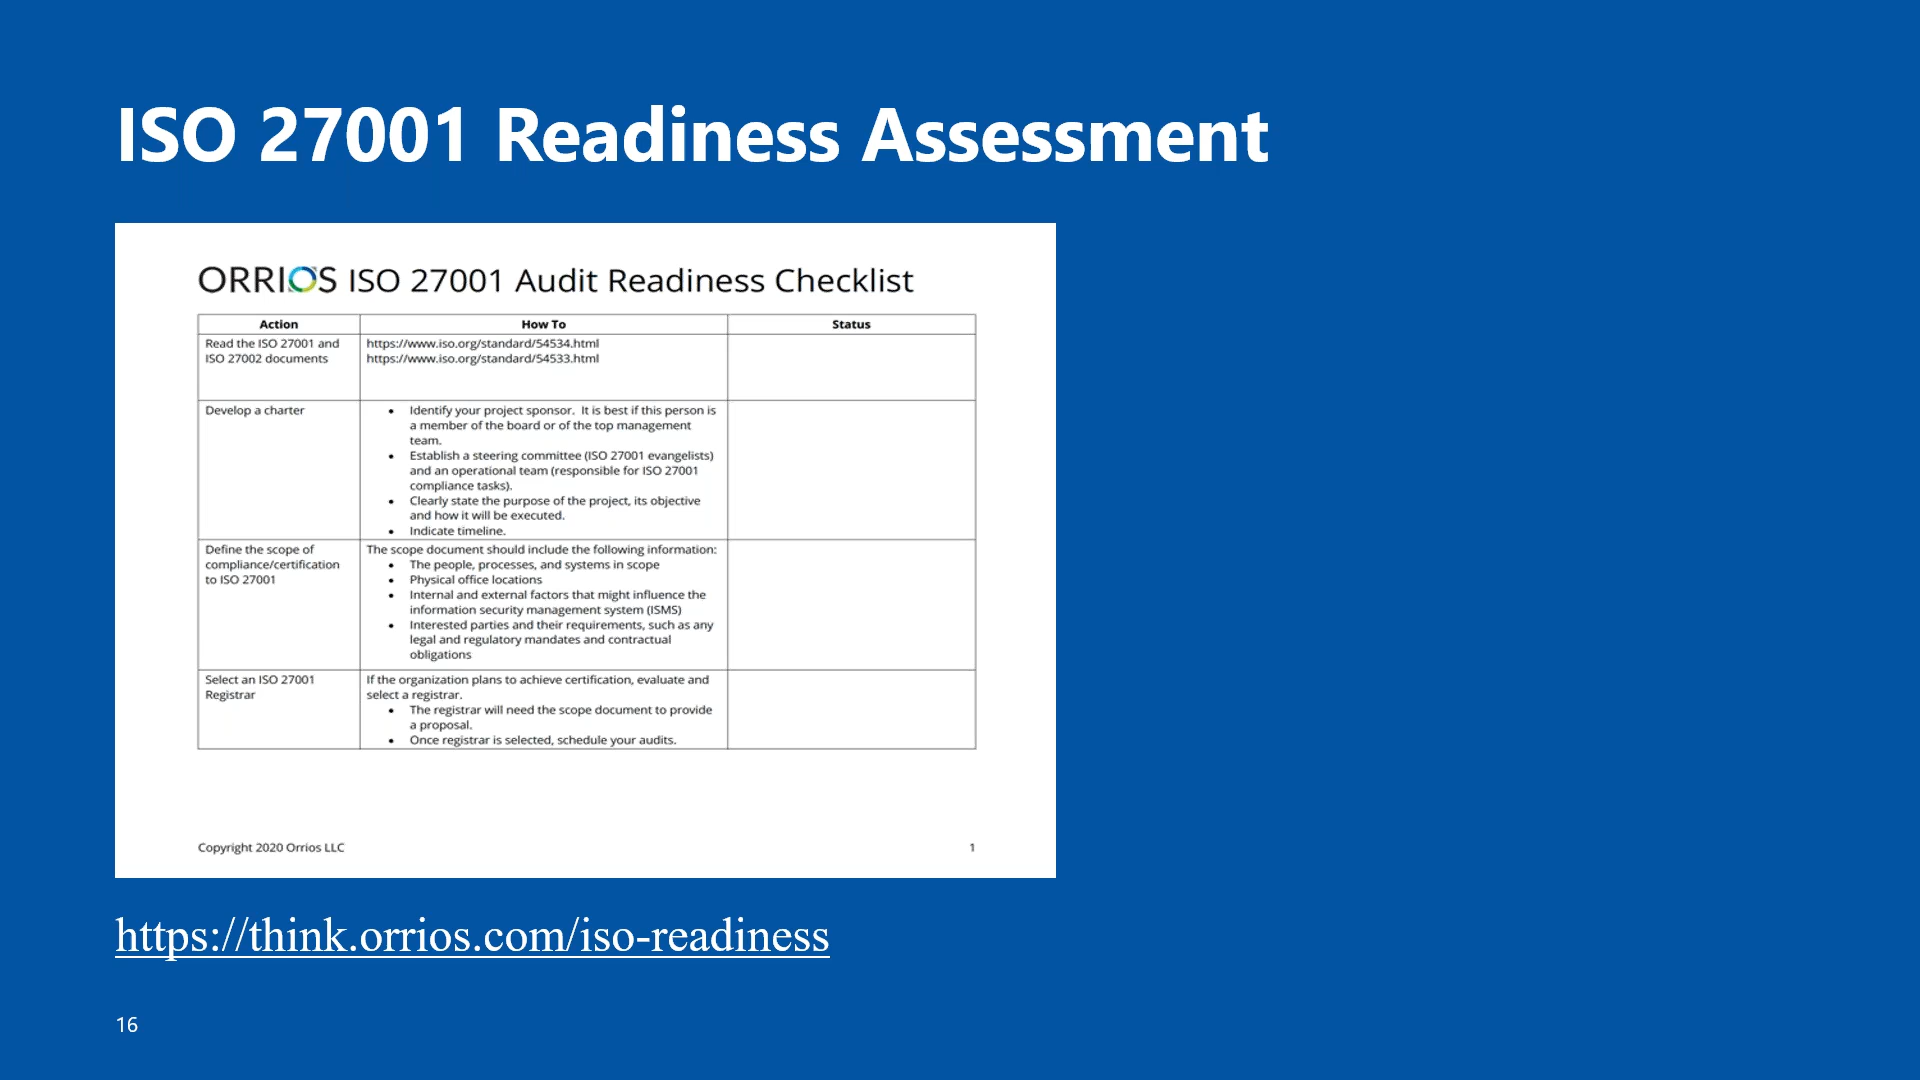 ISO 27001 Readiness Assessment
ORRIOS ISO 27001 Audit Readiness Checklist
Action How To Status
Read the ISO 27001 and
ISO 27002 documents
https://www.iso.org/standard/54534.html
https://www.iso.org/standard/54533.html
Develop a charter
• Identify your project sponsor. It is best if this person is
a member of the board or of the top management
team.
• Establish a steering committee (ISO 27001 evangelists)
and an operational team (responsible for ISO 27001
compliance tasks).
• Clearly state the purpose of the project, its objective
and how it will be executed.
• Indicate timeline.
Define the scope of
compliance/certification
to ISO 27001
The scope document should include the following information:
• The people, processes, and systems in scope
• Physical office locations
• Internal and external factors that might influence the
information security management system (ISMS)
• Interested parties and their requirements, such as any
legal and regulatory mandates and contractual
obligations
Select an ISO 27001
Registrar
If the organization plans to achieve certification, evaluate and
select a registrar.
• The registrar will need the scope document to provide
a proposal.
• Once registrar is selected, schedule your audits.
Copyright 2020 Orrios LLC 1
https://think.orrios.com/iso-readiness
16